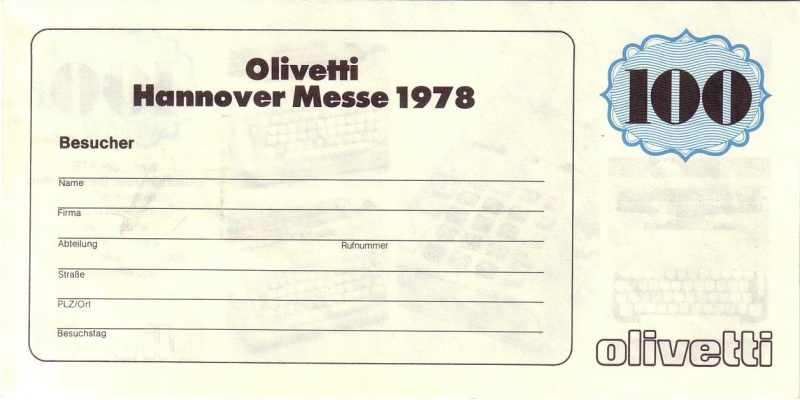 Olivetti
Hannover Messe 1978
Besucher
Name
Firma
Abteilung Rufnummer
Straße
PLZ/Ort
Besuchstag
100
olivetti